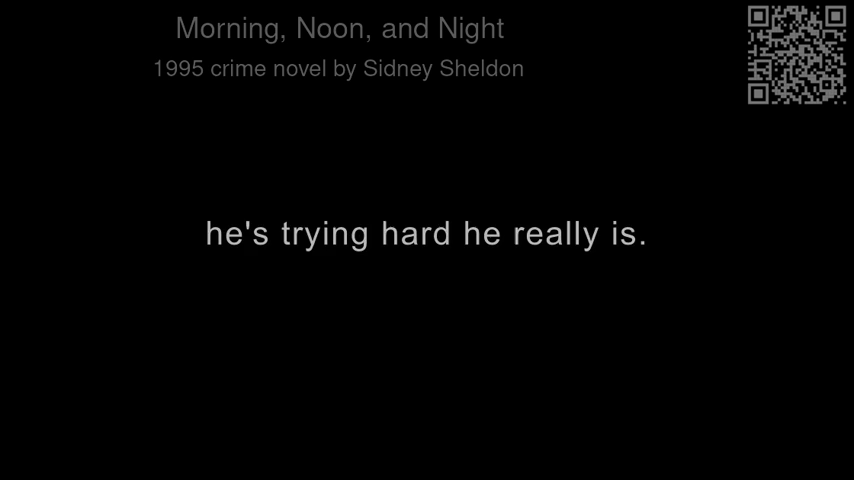 Morning, Noon, and Night
1995 crime novel by Sidney Sheldon
he's trying hard he really is.